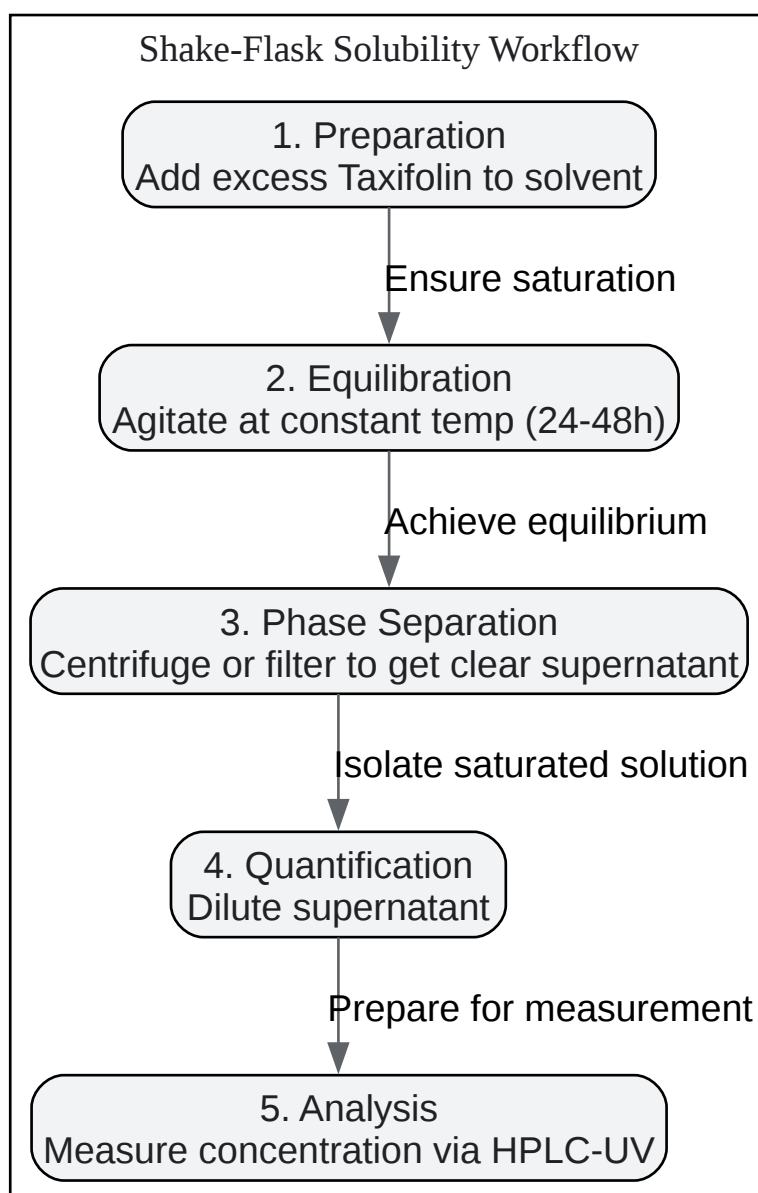 Shake-Flask Solubility Workflow
1. Preparation
Add excess Taxifolin to solvent
Ensure saturation
2. Equilibration
Agitate at constant temp (24-48h)
Achieve equilibrium
3. Phase Separation
Centrifuge or filter to get clear supernatant
Isolate saturated solution
4. Quantification
Dilute supernatant
Prepare for measurement
5. Analysis
Measure concentration via HPLC-UV